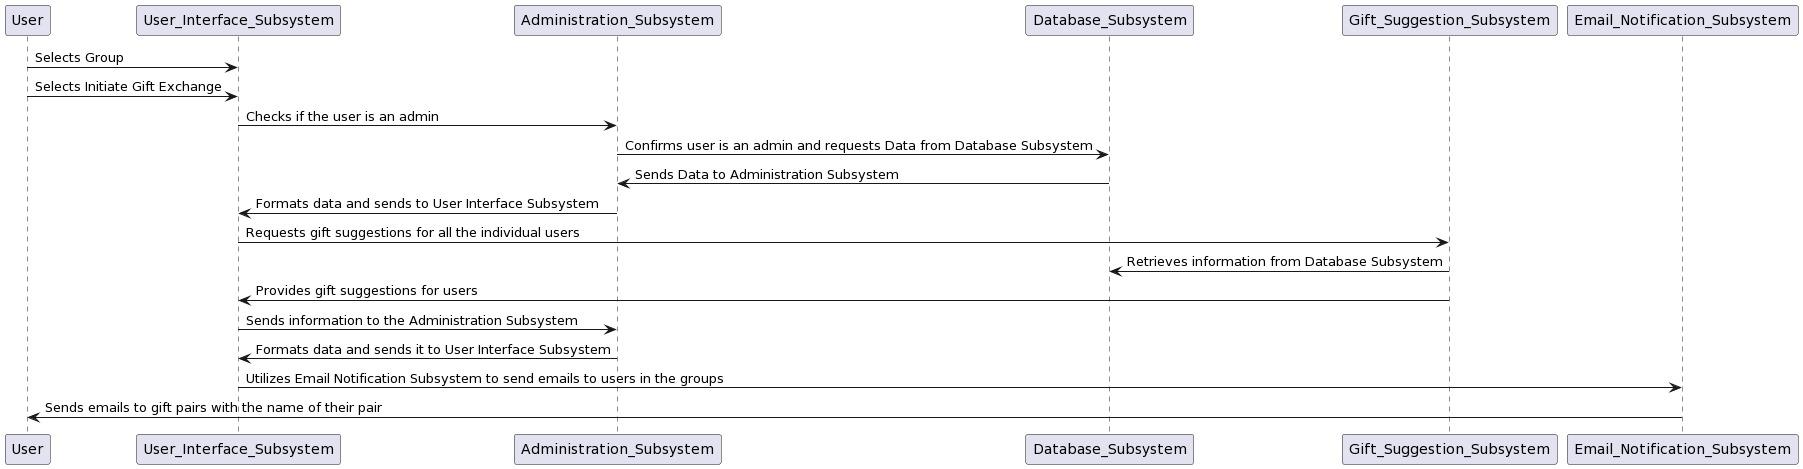 User User_Interface_Subsystem Administration_Subsystem Database_Subsystem Gift_Suggestion_Subsystem Email_Notification_Subsystem
Selects Group
Selects Initiate Gift Exchange
Checks if the user is an admin
Confirms user is an admin and requests Data from Database Subsystem
Sends Data to Administration Subsystem
Formats data and sends to User Interface Subsystem
Requests gift suggestions for all the individual users
Retrieves information from Database Subsystem
Provides gift suggestions for users
Sends information to the Administration Subsystem
Formats data and sends it to User Interface Subsystem
Utilizes Email Notification Subsystem to send emails to users in the groups
Sends emails to gift pairs with the name of their pair
User User_Interface_Subsystem Administration_Subsystem Database_Subsystem Gift_Suggestion_Subsystem Email_Notification_Subsystem